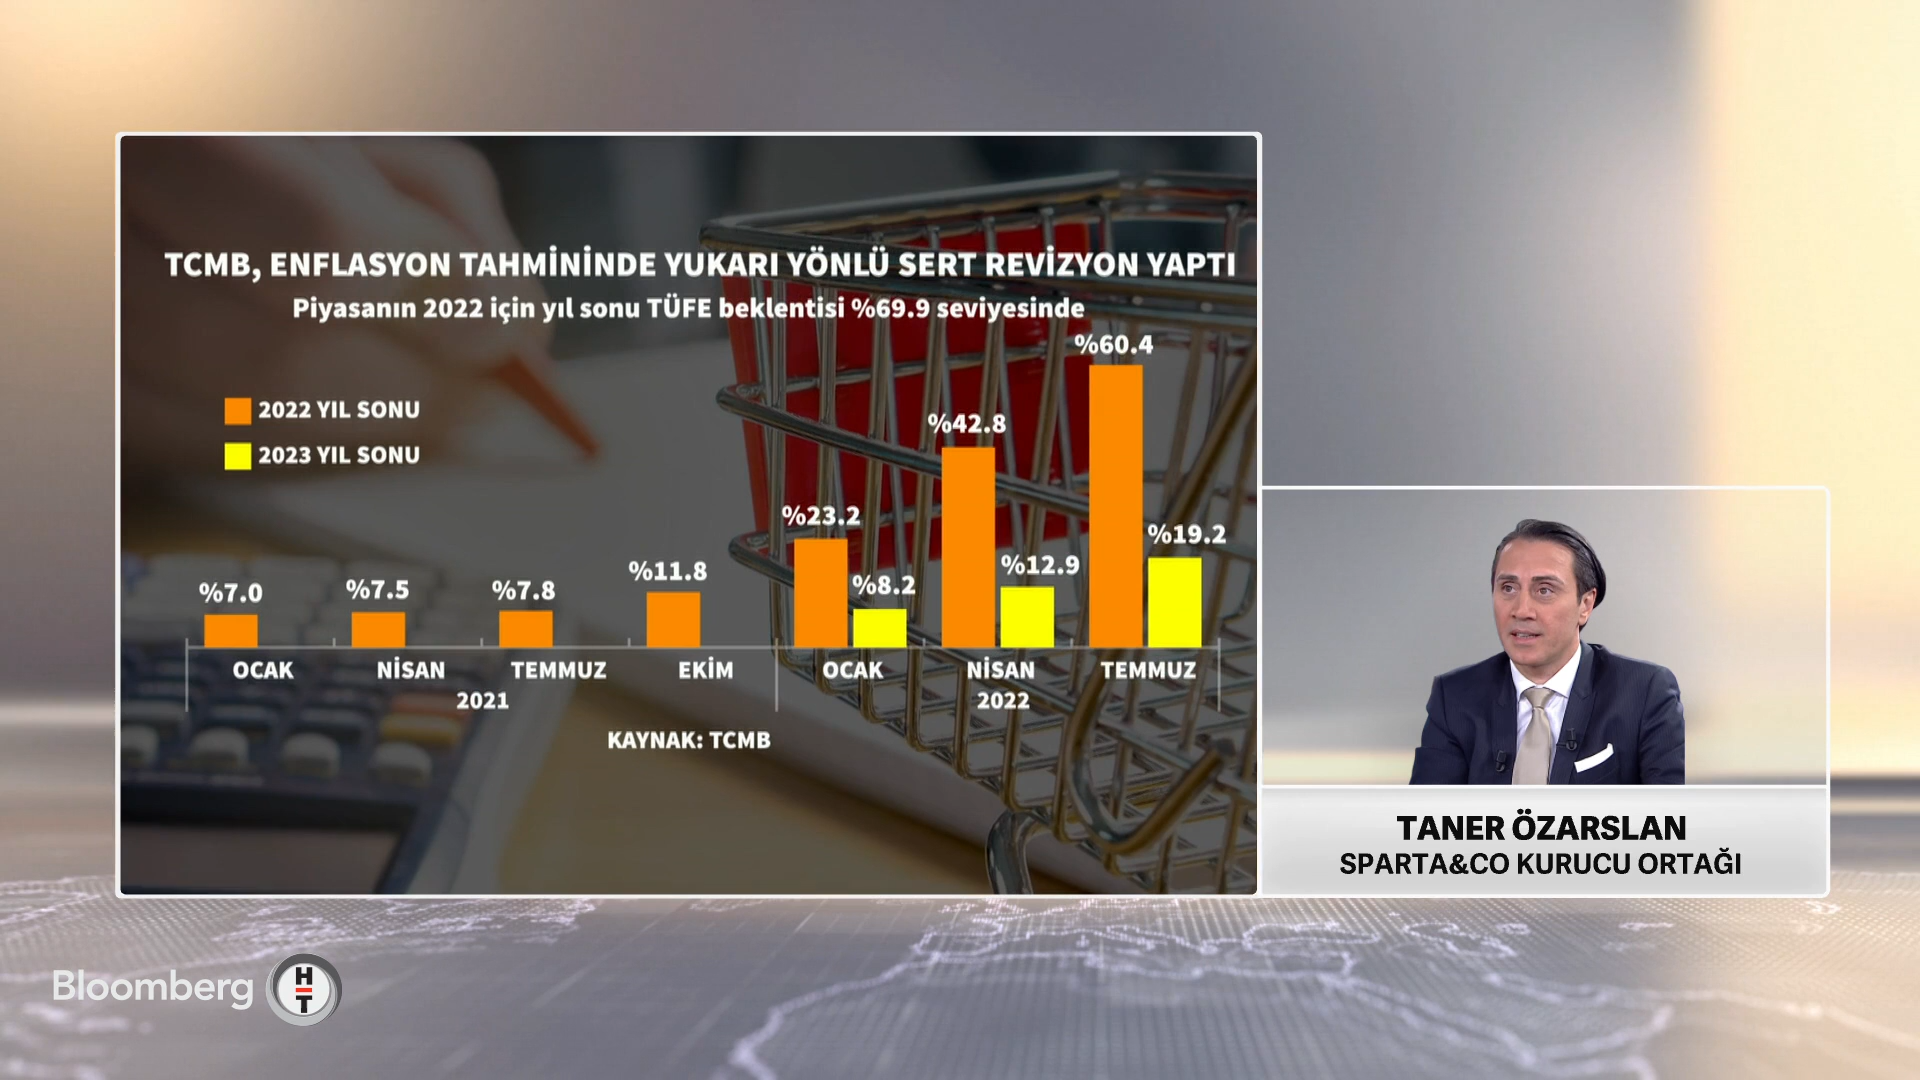 TCMB, ENFLASYON TAHMİNİNDE YUKARI YÖNLÜ SERT REVİZYON YAPTI
Piyasanın 2022 için yıl sonu TÜFE beklentisi %69.9 seviyesinde
2022 YIL SONU
2023 YIL SONU
%7.0
%7.5
%7.8
%11.8
%23.2
%8.2
%42.8
%12.9
%60.4
%19.2
OCAK NİSAN TEMMUZ EKİM OCAK NİSAN TEMMUZ
2021 2022
KAYNAK: TCMB
TANER ÖZARSLAN
SPARTA&CO KURUCU ORTAĞI
Bloomberg HT